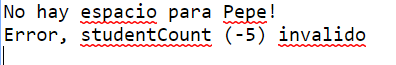 No hay espacio para Pepe!
Error, studentCount (-5) invalido